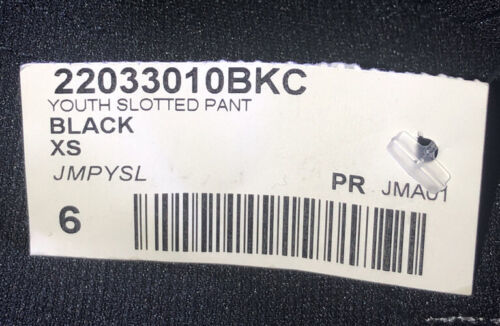 22033010BKC
YOUTH SLOTTED PANT
BLACK
XS
JMPYSL
PR JMA01
6